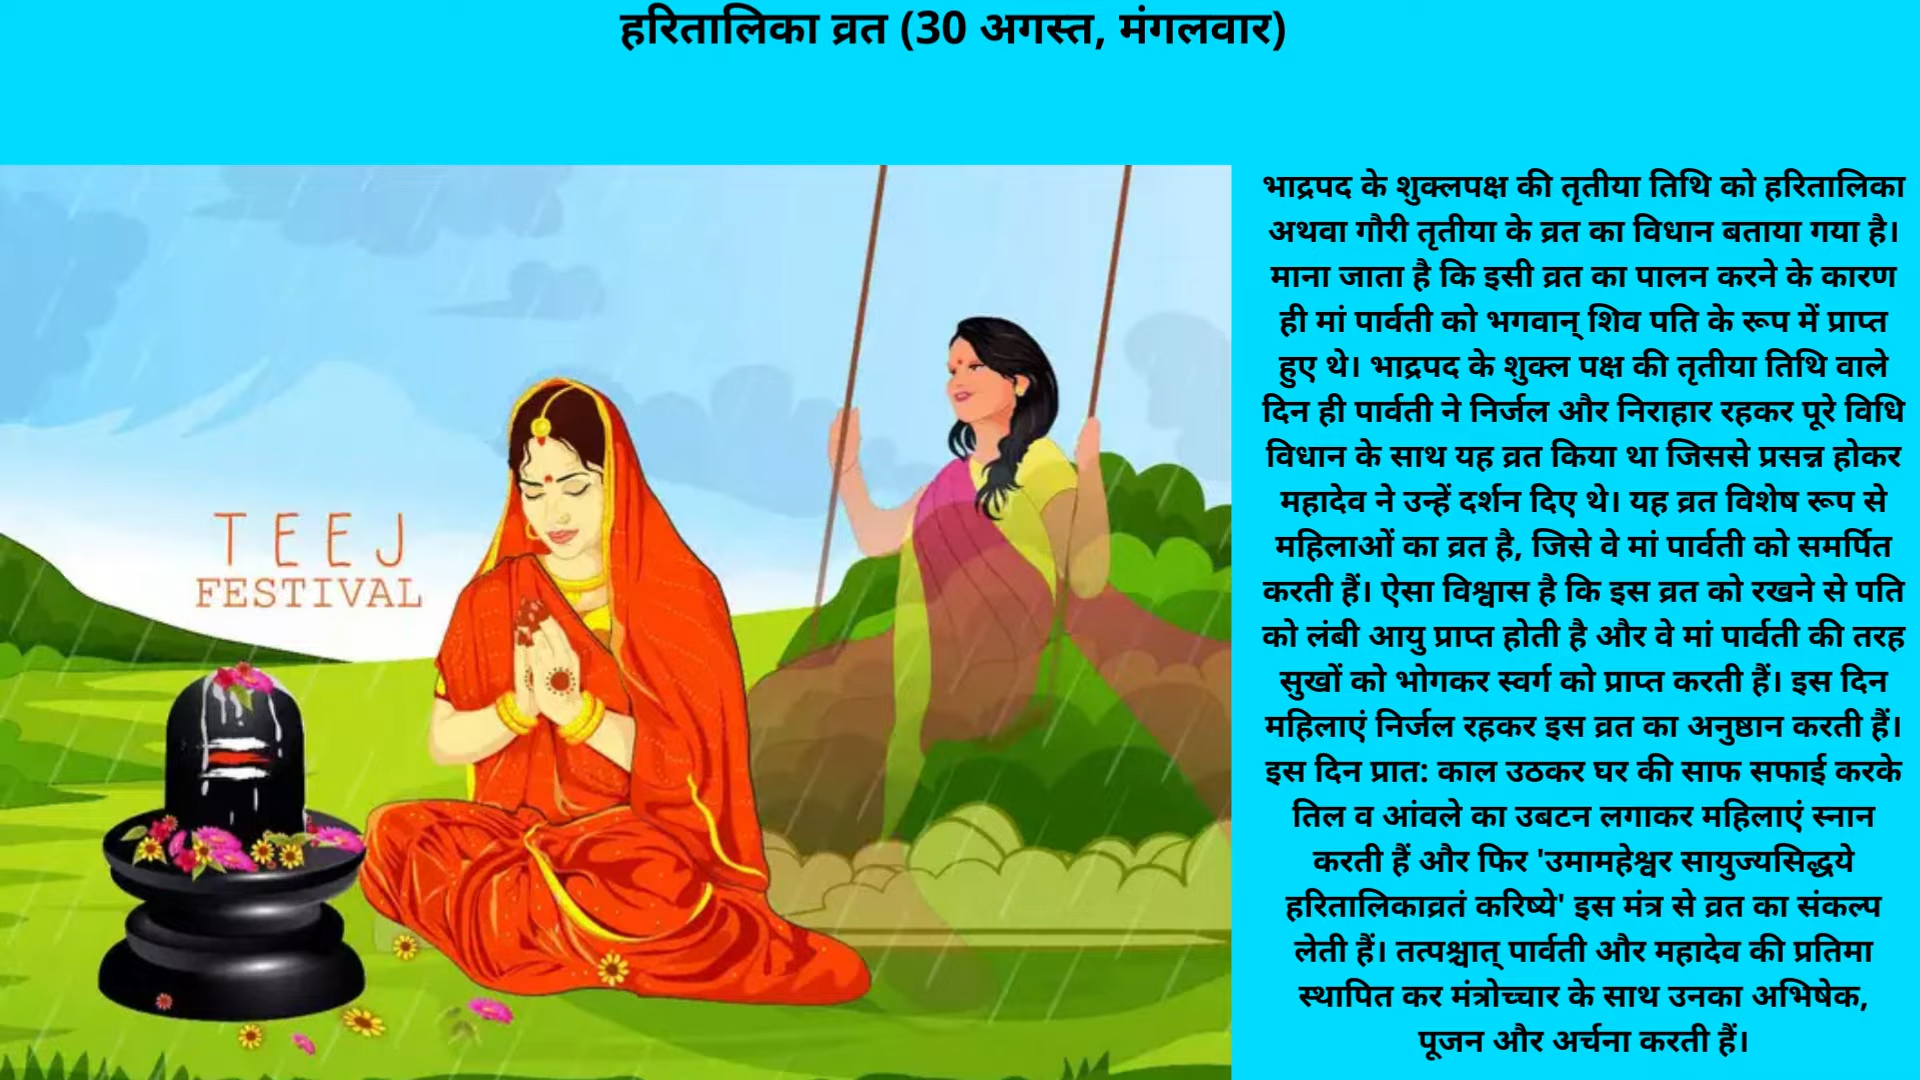 हरितालिका व्रत (30 अगस्त, मंगलवार)
TEEJ
FESTIVAL
भाद्रपद के शुक्लपक्ष की तृतीया तिथि को हरितालिका
अथवा गौरी तृतीया के व्रत का विधान बताया गया है।
माना जाता है कि इसी व्रत का पालन करने के कारण
ही मां पार्वती को भगवान् शिव पति के रूप में प्राप्त
हुए थे। भाद्रपद के शुक्ल पक्ष की तृतीया तिथि वाले
दिन ही पार्वती ने निर्जल और निराहार रहकर पूरे विधि
विधान के साथ यह व्रत किया था जिससे प्रसन्न होकर
महादेव ने उन्हें दर्शन दिए थे। यह व्रत विशेष रूप से
महिलाओं का व्रत है, जिसे वे मां पार्वती को समर्पित
करती हैं। ऐसा विश्वास है कि इस व्रत को रखने से पति
को लंबी आयु प्राप्त होती है और वे मां पार्वती की तरह
सुखों को भोगकर स्वर्ग को प्राप्त करती हैं। इस दिन
महिलाएं निर्जल रहकर इस व्रत का अनुष्ठान करती हैं।
इस दिन प्रात: काल उठकर घर की साफ सफाई करके
तिल व आंवले का उबटन लगाकर महिलाएं स्नान
करती हैं और फिर 'उमामहेश्वर सायुज्यसिद्धये
हरितालिकाव्रतं करिष्ये' इस मंत्र से व्रत का संकल्प
लेती हैं। तत्पश्चात् पार्वती और महादेव की प्रतिमा
स्थापित कर मंत्रोच्चार के साथ उनका अभिषेक,
पूजन और अर्चना करती हैं।